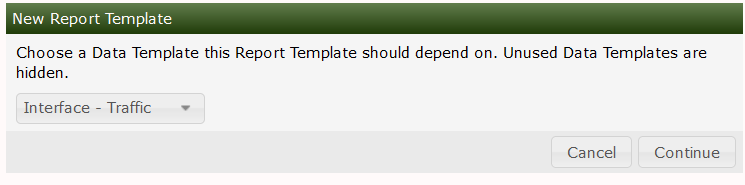 New Report Template
Choose a Data Template this Report Template should depend on. Unused Data Templates are
hidden.
Interface - Traffic
Cancel Continue